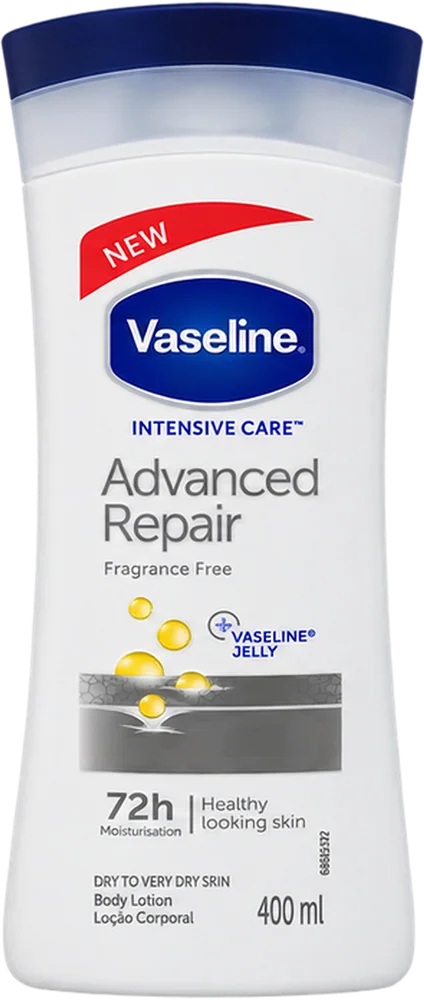 NEW
Vaseline®
INTENSIVE CARE™
Advanced
Repair
Fragrance Free
VASELINE®
JELLY
72h
Moisturisation
Healthy
looking skin
DRY TO VERY DRY SRIN
Body Lotion
Loção Corporal
400 ml